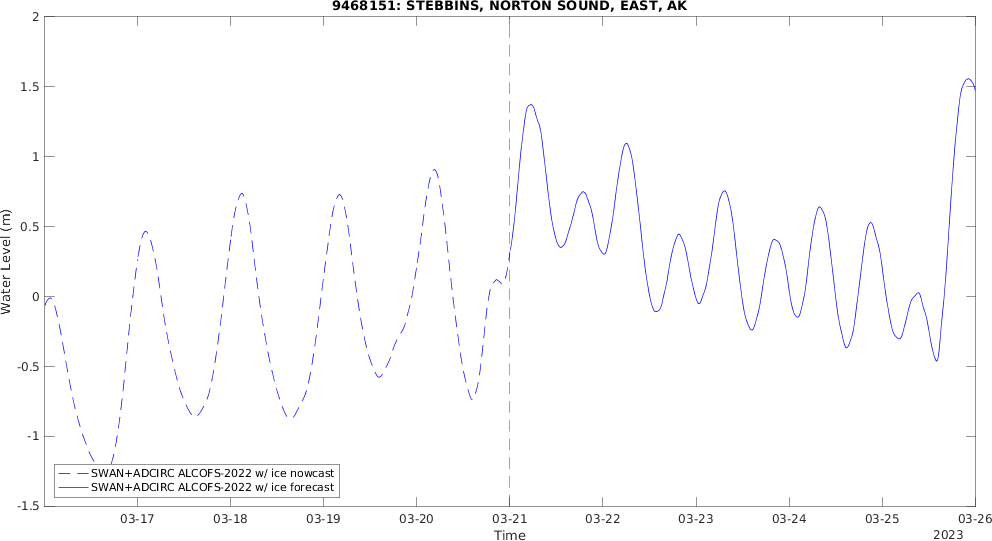 9468151: STEBBINS, NORTON SOUND, EAST, AK
2
1.5
1
0.5
0
-0.5
-1
-1.5
Water Level (m)
SWAN+ADCIRC ALCOFS-2022 w/ ice nowcast
SWAN+ADCIRC ALCOFS-2022 w/ ice forecast
03-17 03-18 03-19 03-20 03-21 03-22 03-23 03-24 03-25 03-26
Time
2023